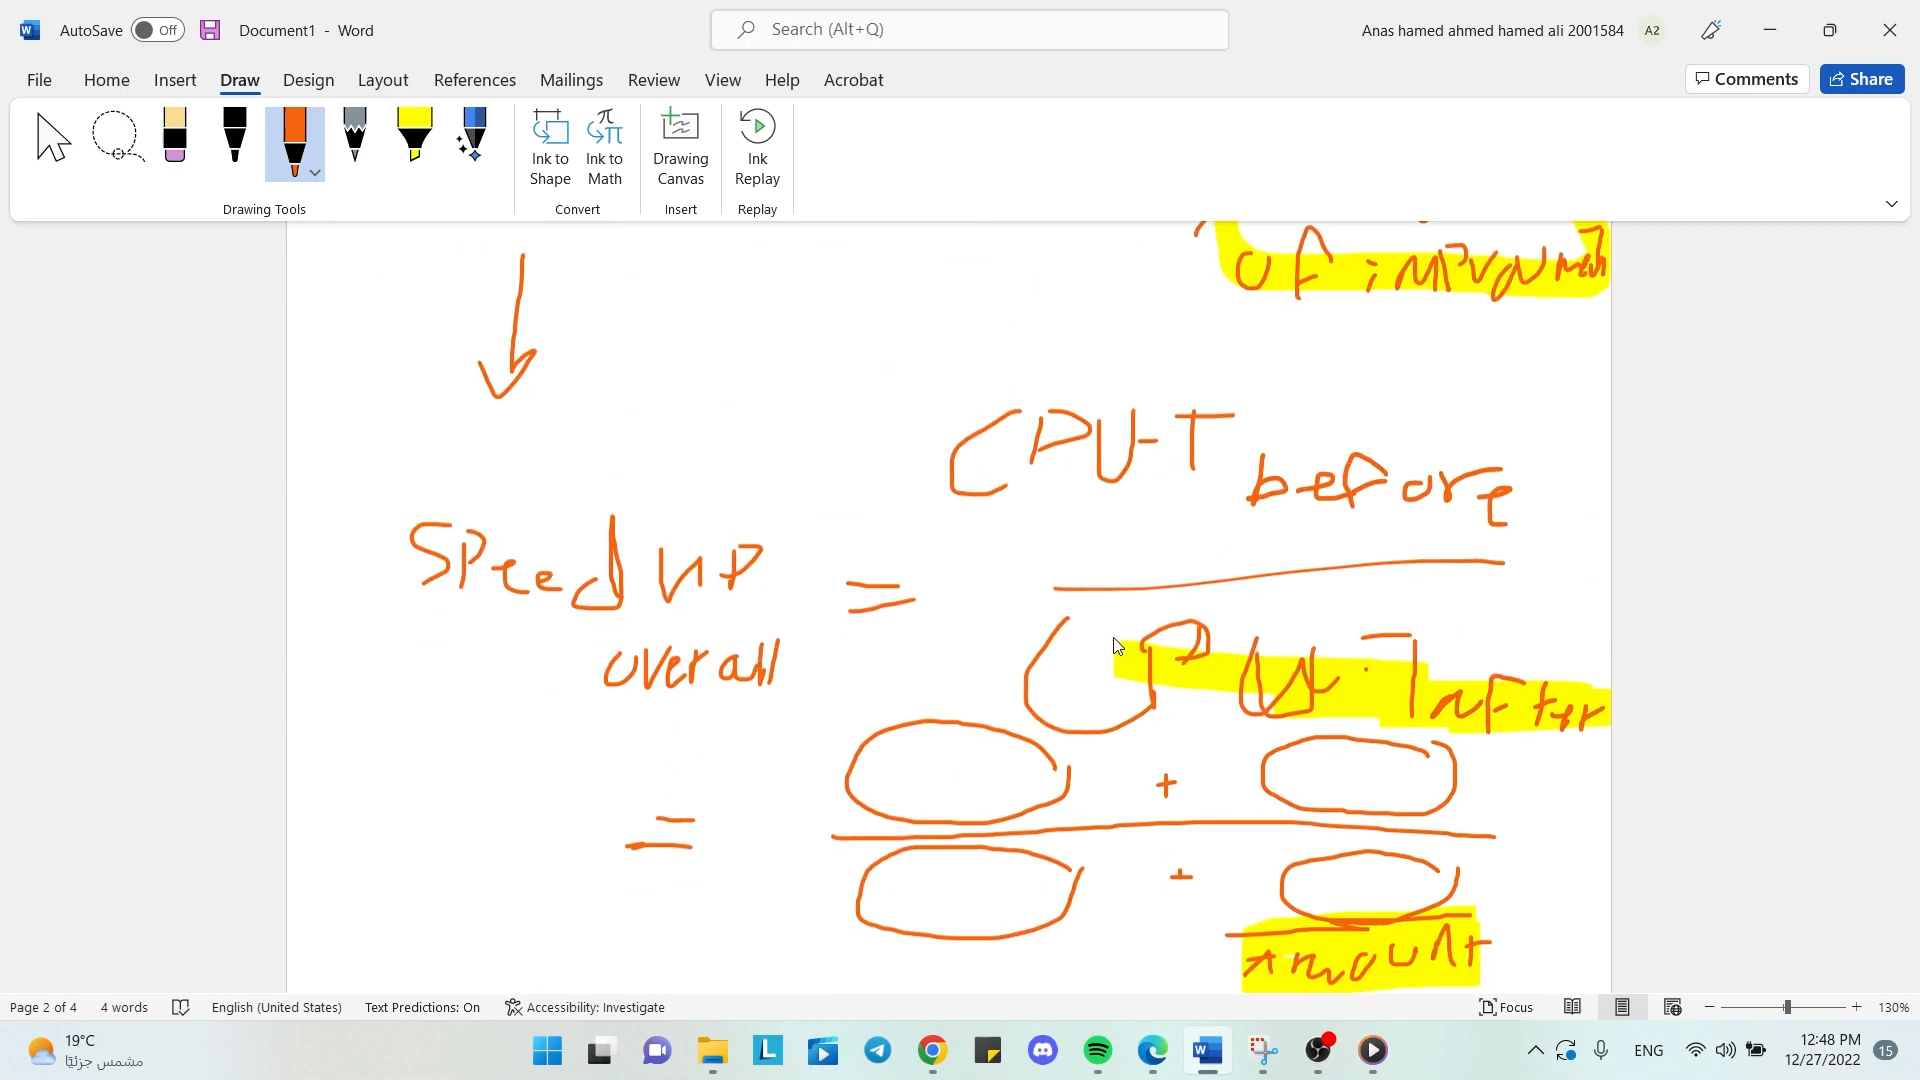 AutoSave Off Document1 - Word Search (Alt+Q) Anas hamed ahmed hamed ali 2001584 A2
File Home Insert Draw Design Layout References Mailings Review View Help Acrobat Comments Share
Ink to Shape Ink to Math Drawing Canvas Ink Replay
Drawing Tools Convert Insert Replay
of
CPU-T before
Speed up =
overall
CPU-T after
+
=
+
amount
Page 2 of 4 4 words English (United States) Text Predictions: On Accessibility: Investigate Focus 130%
19°C
مشمس جزئيًا
ENG
12:48 PM
12/27/2022
15